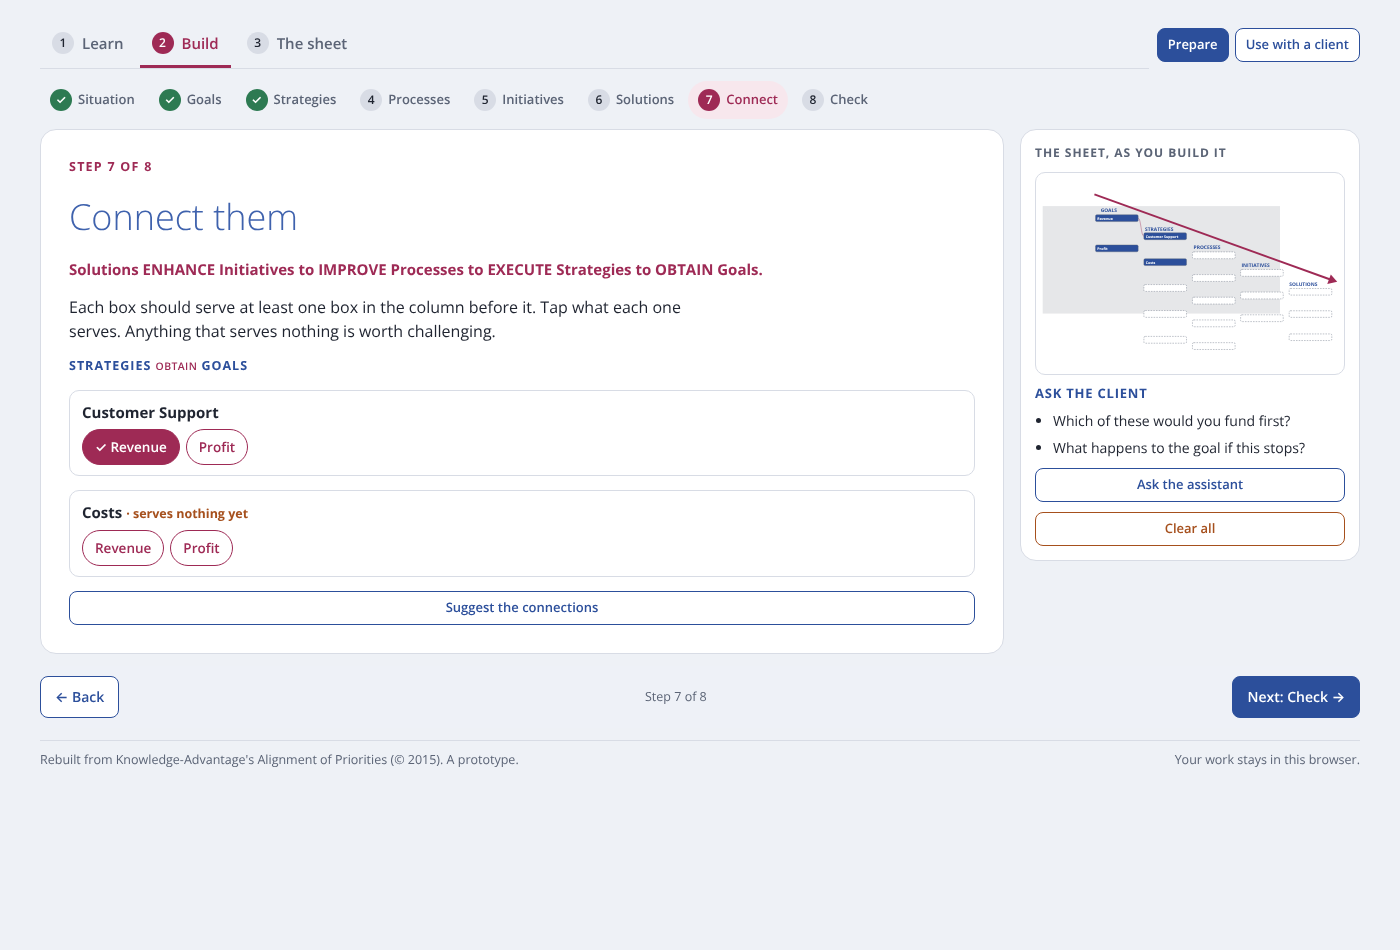 1 Learn
2 Build
3 The sheet
Prepare
Use with a client
Situation
Goals
Strategies
4 Processes
5 Initiatives
6 Solutions
7 Connect
8 Check
STEP 7 OF 8
Connect them
Solutions ENHANCE Initiatives to IMPROVE Processes to EXECUTE Strategies to OBTAIN Goals.
Each box should serve at least one box in the column before it. Tap what each one
serves. Anything that serves nothing is worth challenging.
STRATEGIES OBTAIN GOALS
Customer Support
✓ Revenue
Profit
Costs · serves nothing yet
Revenue
Profit
Suggest the connections
THE SHEET, AS YOU BUILD IT
GOALS
Revenue
STRATEGIES
Customer Support
Profit
PROCESSES
Costs
INITIATIVES
SOLUTIONS
ASK THE CLIENT
• Which of these would you fund first?
• What happens to the goal if this stops?
Ask the assistant
Clear all
← Back
Step 7 of 8
Next: Check →
Rebuilt from Knowledge-Advantage's Alignment of Priorities (© 2015). A prototype.
Your work stays in this browser.